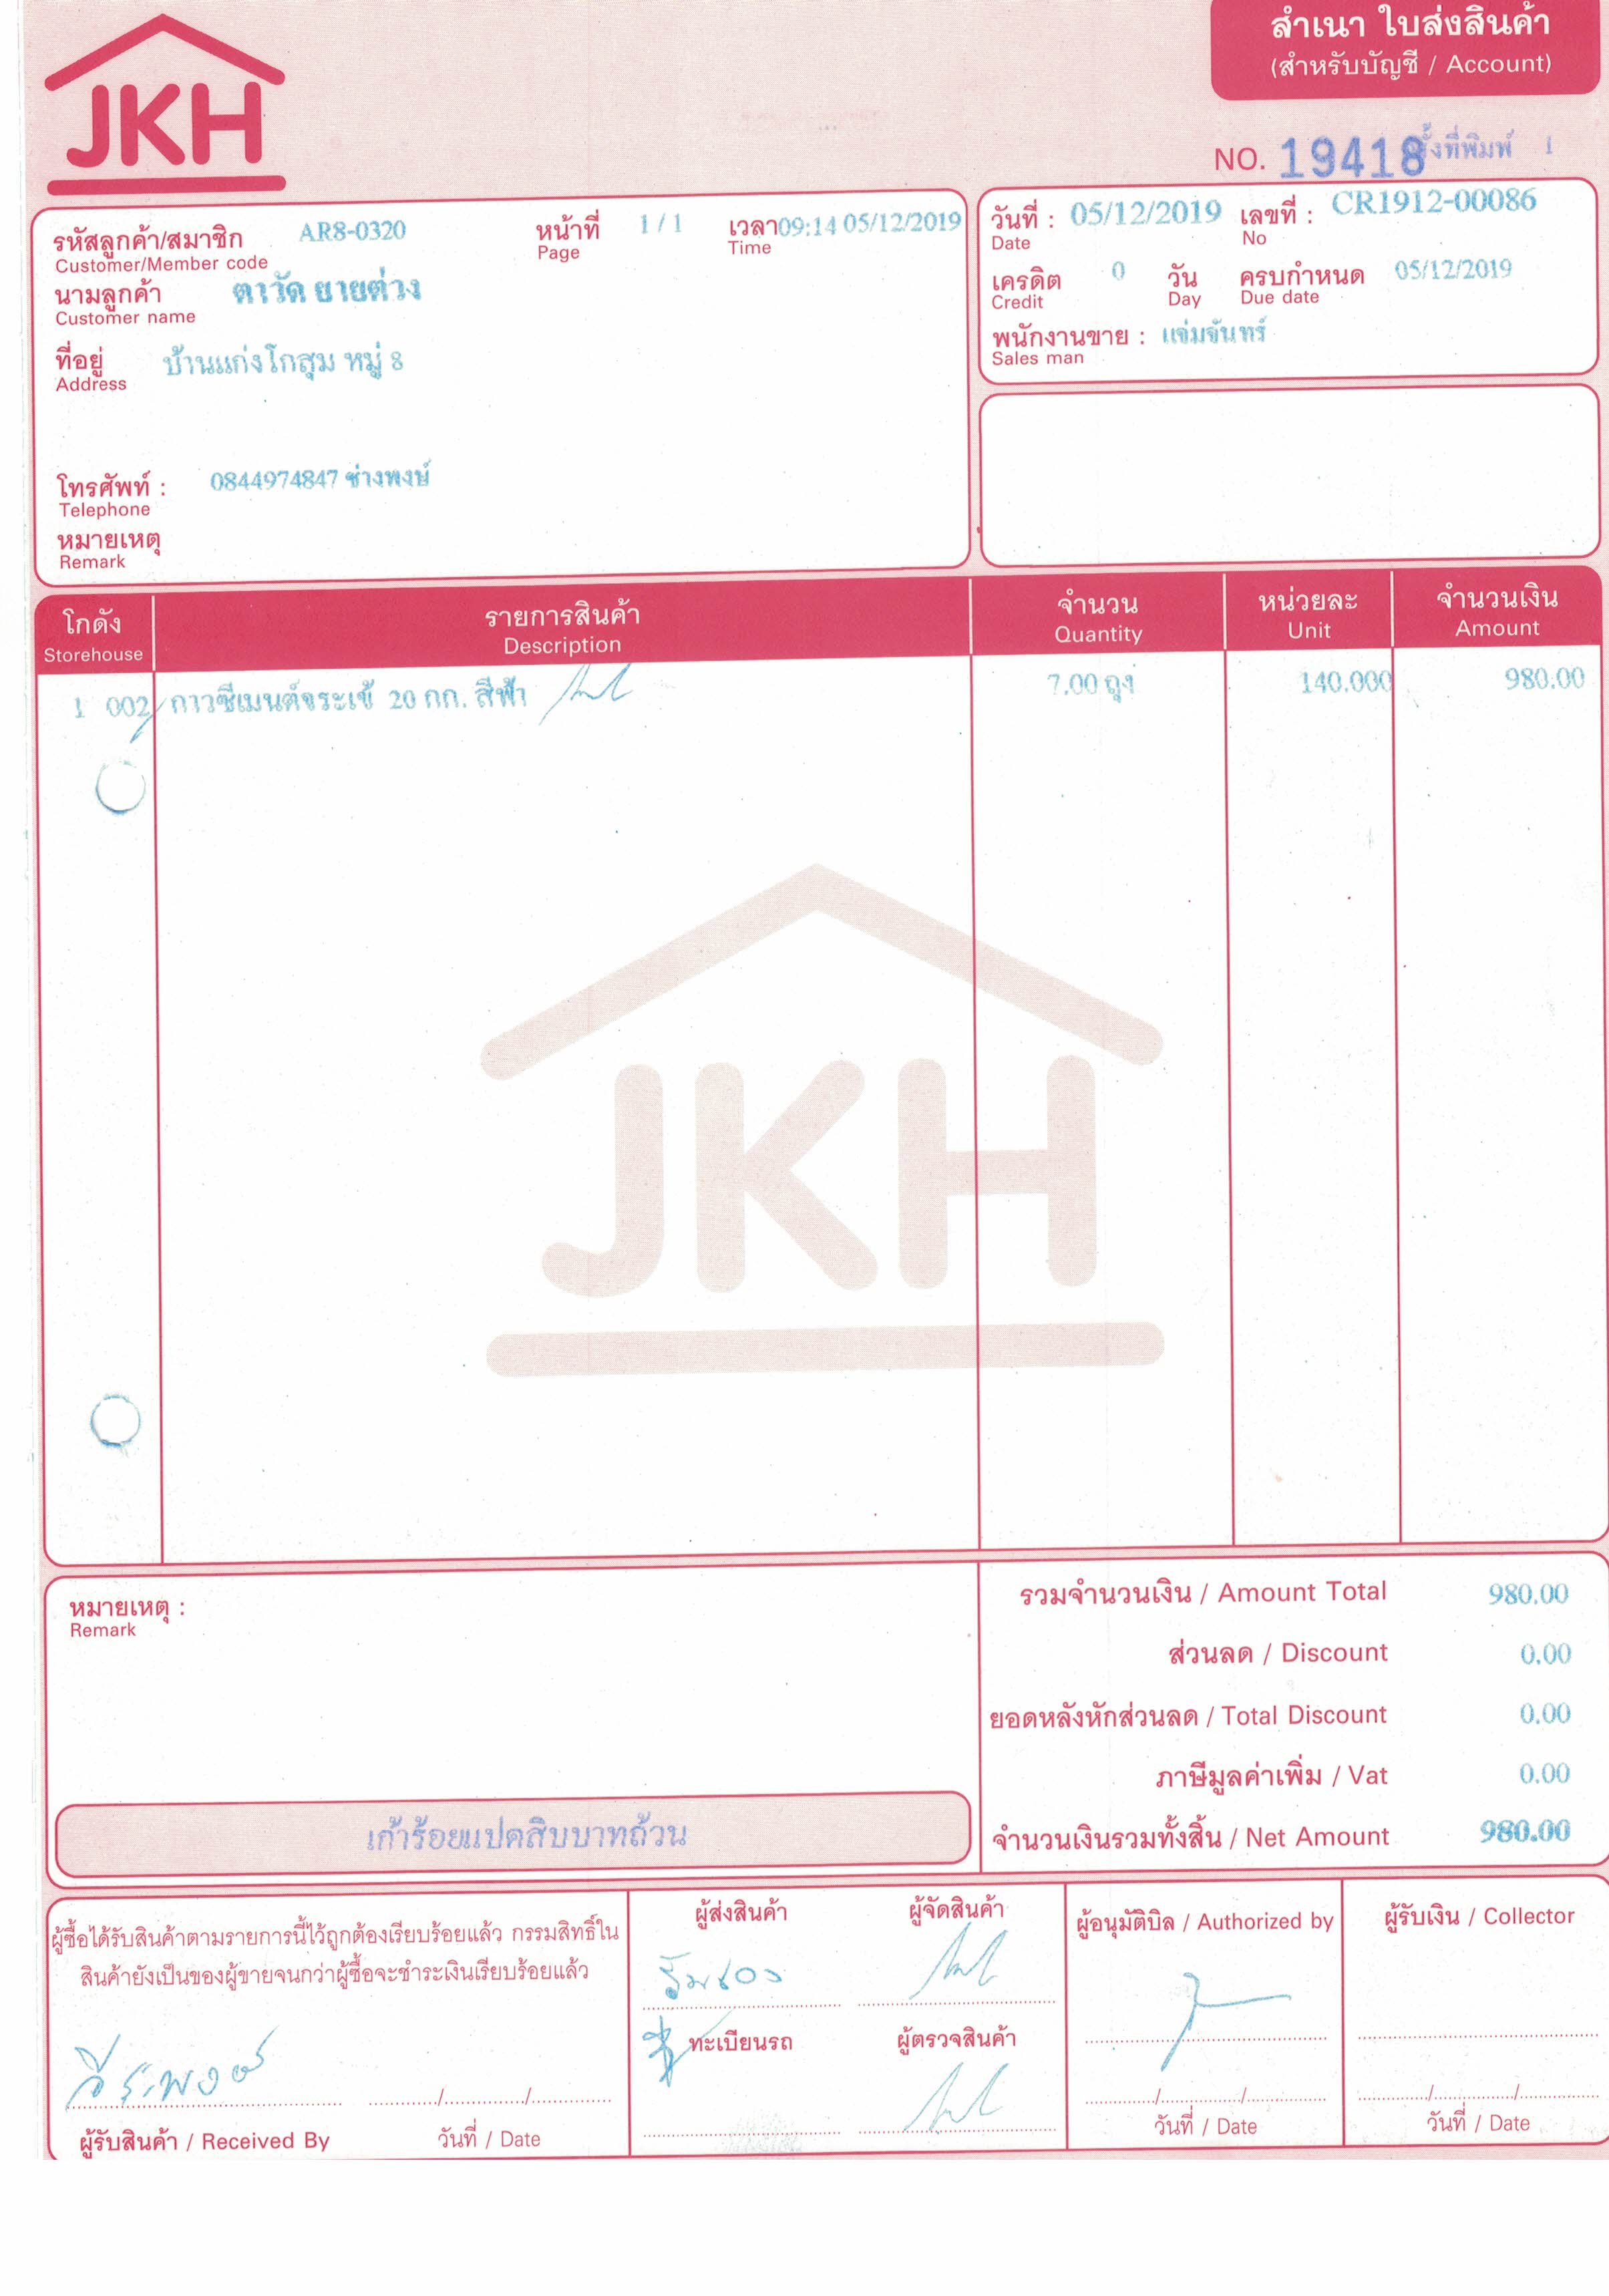 JKH
สำเนา ใบส่งสินค้า
(สำหรับบัญชี / Account)
NO. 19418 ครั้งที่พิมพ์ 1
รหัสลูกค้า/สมาชิก AR8-0320 หน้าที่ 1 / 1 เวลา 09:14 05/12/2019
Customer/Member code Page Time
นามลูกค้า ตาวัด ยายต่วง
Customer name
ที่อยู่ บ้านแก่งโกสุม หมู่ 8
Address
โทรศัพท์ : 0844974847 ช่างพงษ์
Telephone
หมายเหตุ
Remark
วันที่ : 05/12/2019 เลขที่ : CR1912-00086
Date No
เครดิต 0 วัน ครบกำหนด 05/12/2019
Credit Day Due date
พนักงานขาย : แจ่มจันทร์
Sales man
โกดัง รายการสินค้า จำนวน หน่วยละ จำนวนเงิน
Storehouse Description Quantity Unit Amount
1 002 กาวซีเมนต์จระเข้ 20 กก. สีฟ้า 7.00 ถุง 140.000 980.00
JKH
หมายเหตุ :
Remark
รวมจำนวนเงิน / Amount Total 980.00
ส่วนลด / Discount 0.00
ยอดหลังหักส่วนลด / Total Discount 0.00
ภาษีมูลค่าเพิ่ม / Vat 0.00
เก้าร้อยแปดสิบบาทถ้วน
จำนวนเงินรวมทั้งสิ้น / Net Amount 980.00
ผู้ซื้อได้รับสินค้าตามรายการนี้ไว้ถูกต้องเรียบร้อยแล้ว กรรมสิทธิ์ใน
สินค้ายังเป็นของผู้ขายจนกว่าผู้ซื้อจะชำระเงินเรียบร้อยแล้ว
วีระพงษ์
ผู้รับสินค้า / Received By วันที่ / Date
ผู้ส่งสินค้า ผู้จัดสินค้า
ทะเบียนรถ ผู้ตรวจสินค้า
ผู้อนุมัติบิล / Authorized by
วันที่ / Date
ผู้รับเงิน / Collector
วันที่ / Date